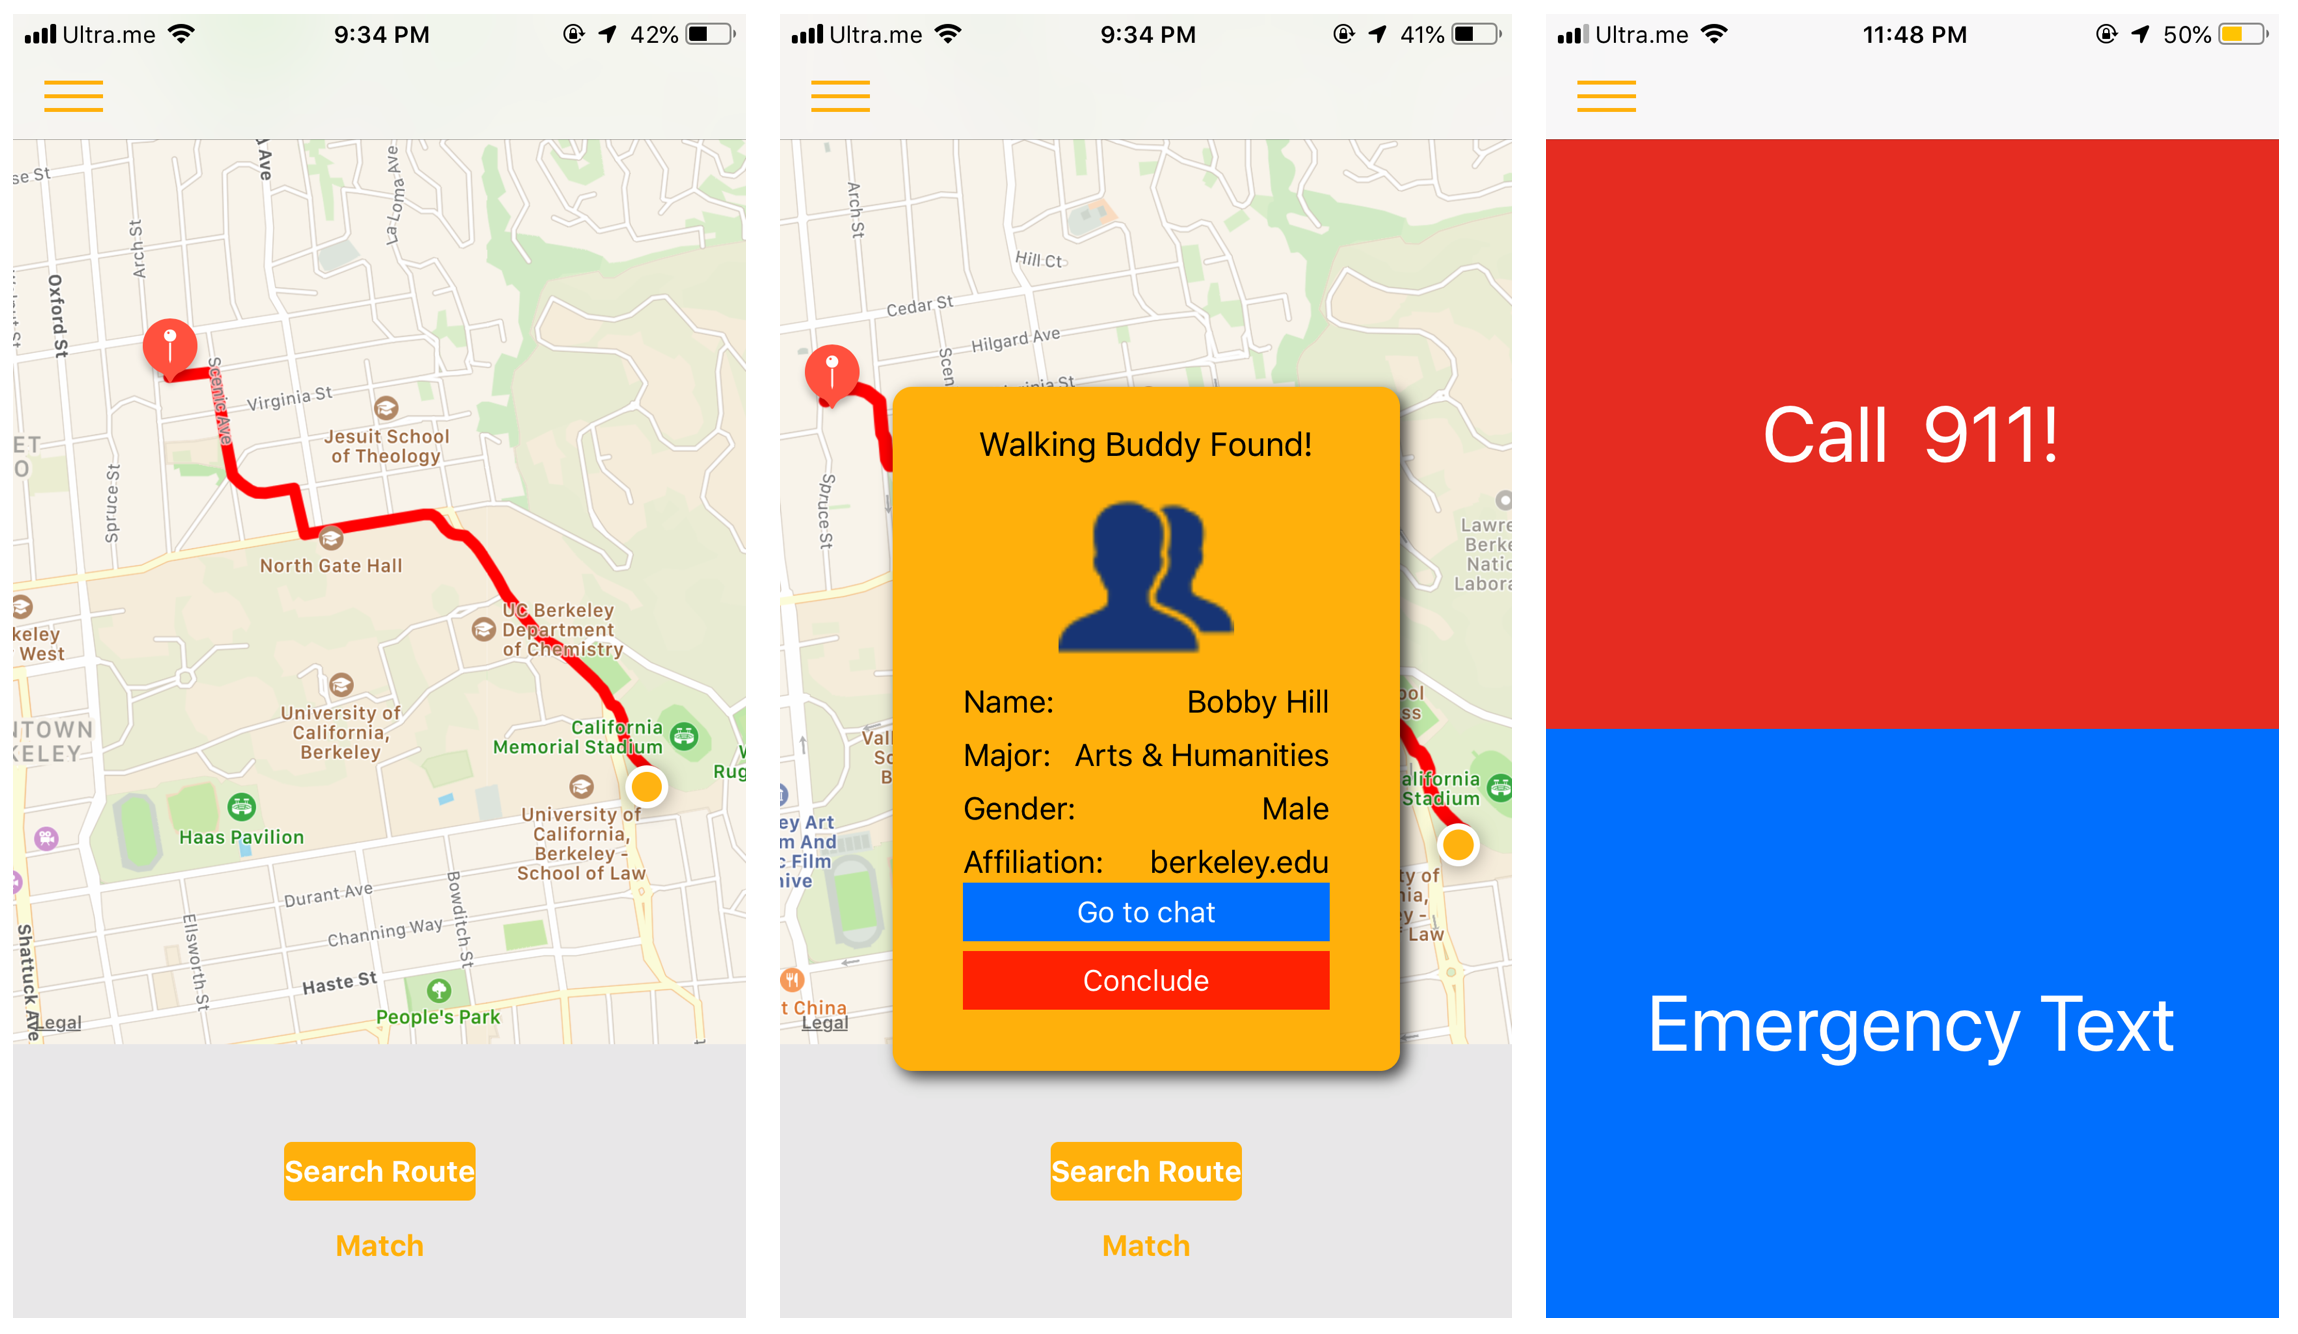 Ultra.me
9:34 PM
42%
se St
Ave
La Loma Ave
Arch St
Oxford St
Scenic Ave
Virginia St
Jesuit School
of Theology
ET
O
Spruce St
North Gate Hall
UC Berkeley
Department
of Chemistry
keley
West
University of
California,
Berkeley
NTOWN
KELEY
California
Memorial Stadium
Rug
Haas Pavilion
University of
California,
Berkeley -
School of Law
Durant Ave
Bowditch St
Ellsworth St
Channing Way
Shattuck Ave
Haste St
People's Park
Legal
Search Route
Match
Ultra.me
9:34 PM
41%
Arch St
Hill Ct
Cedar St
Hilgard Ave
Scen
inia St
Spruce St
Lawre
Berke
Natio
Labora
Walking Buddy Found!
Name: Bobby Hill
Major: Arts & Humanities
Gender: Male
Affiliation: berkeley.edu
Go to chat
Conclude
ool
ss
Vall
Sc
B
alifornia
Stadium
ey Art
m And
c Film
hive
ty of
nia,
ey -
f Law
t China
Legal
Search Route
Match
Ultra.me
11:48 PM
50%
Call 911!
Emergency Text